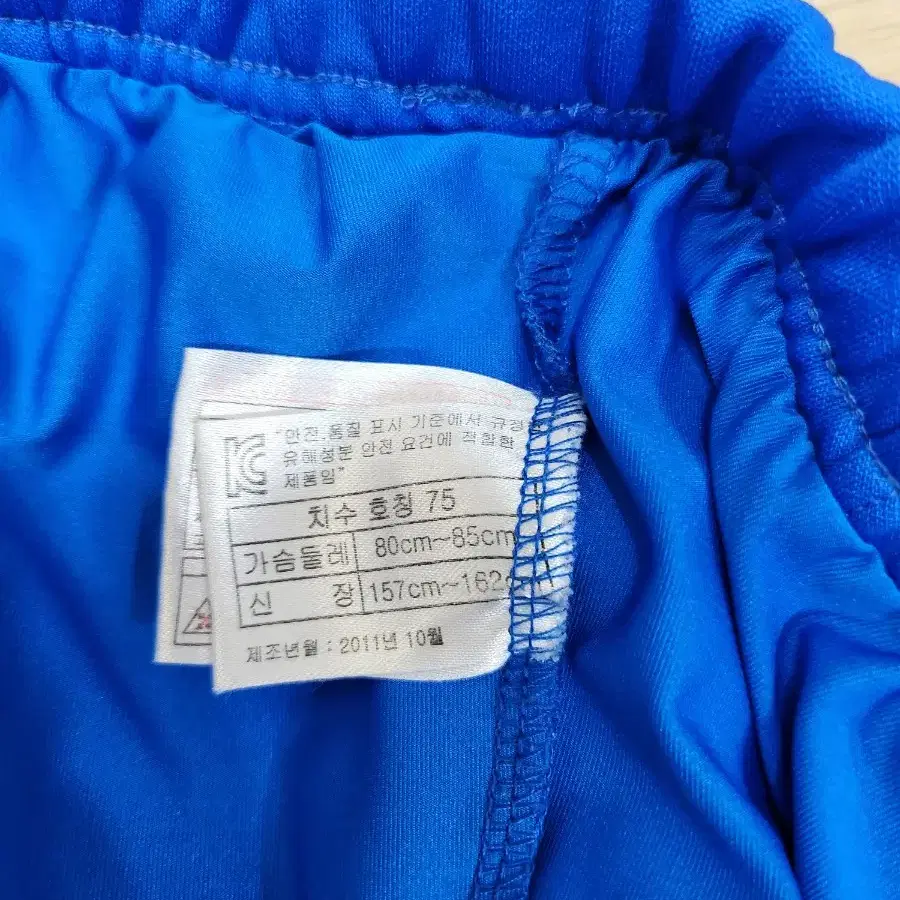 KC
"안전.품질 표시 기준에서 규정한
유해성분 안전 요건에 적합한
제품임"
치수 호칭 75
가슴둘레 80cm~85cm
신 장 157cm~162cm
제조년월 : 2011년 10월